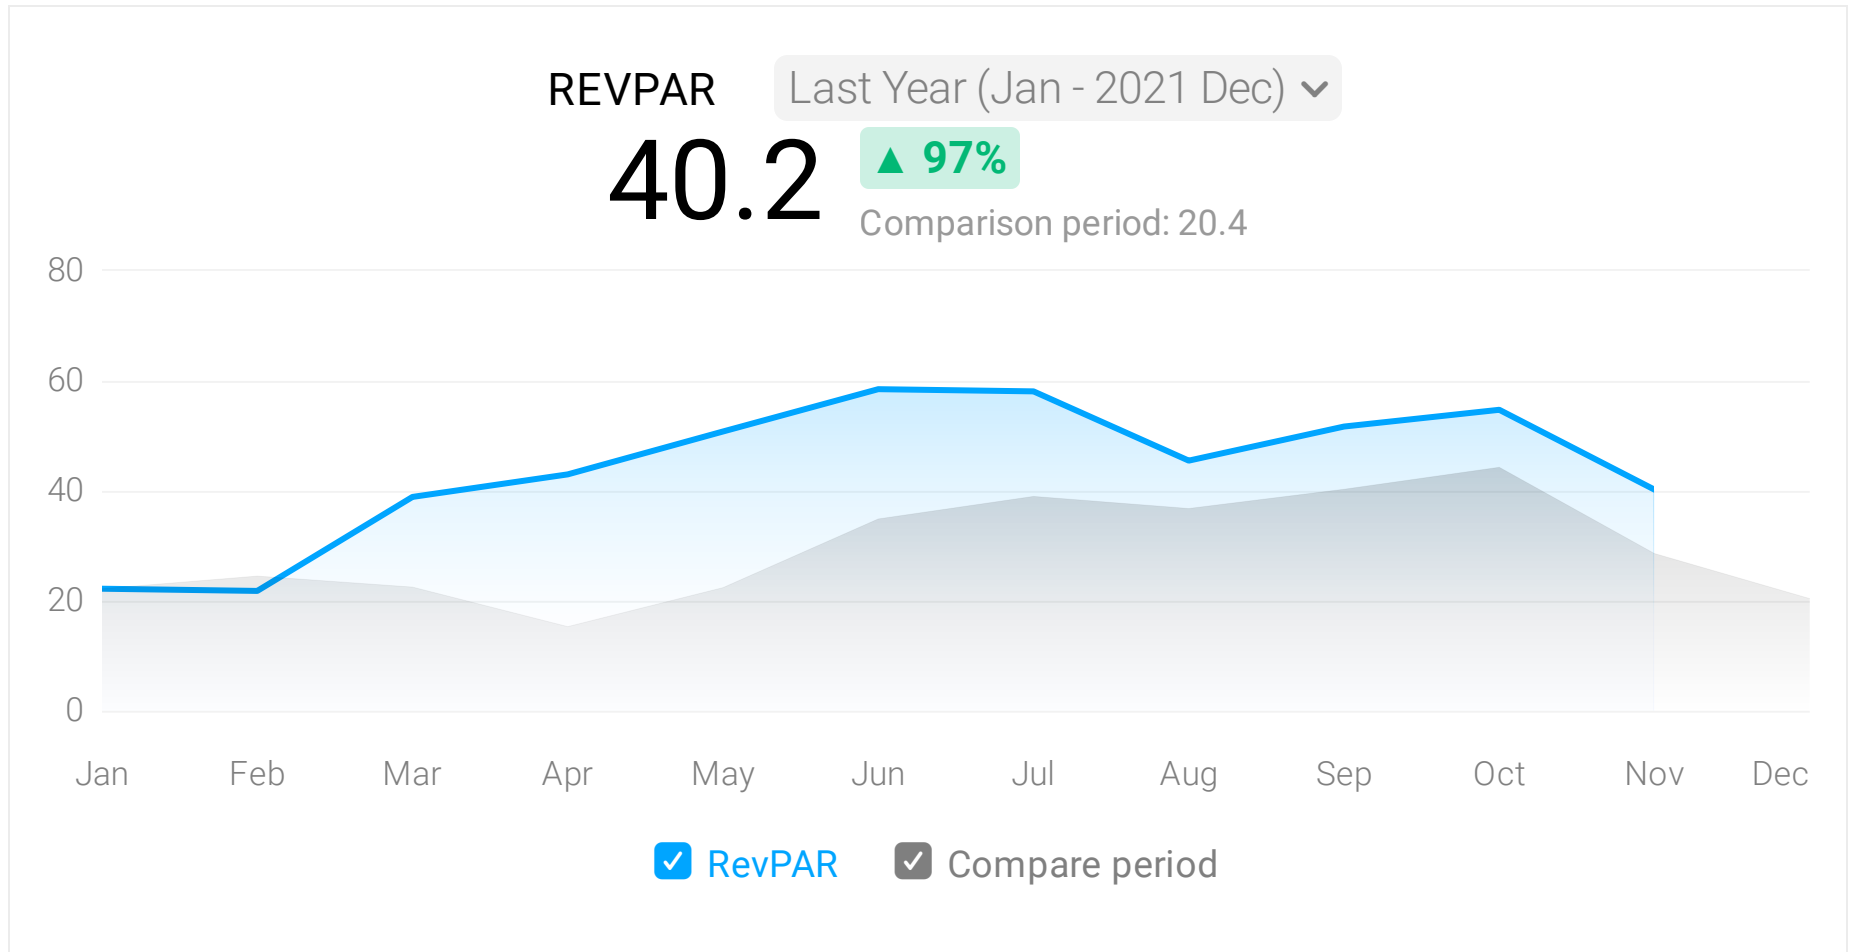 REVPAR
Last Year (Jan - 2021 Dec)
40.2
▲ 97%
Comparison period: 20.4
80
60
40
20
0
Jan Feb Mar Apr May Jun Jul Aug Sep Oct Nov Dec
RevPAR Compare period